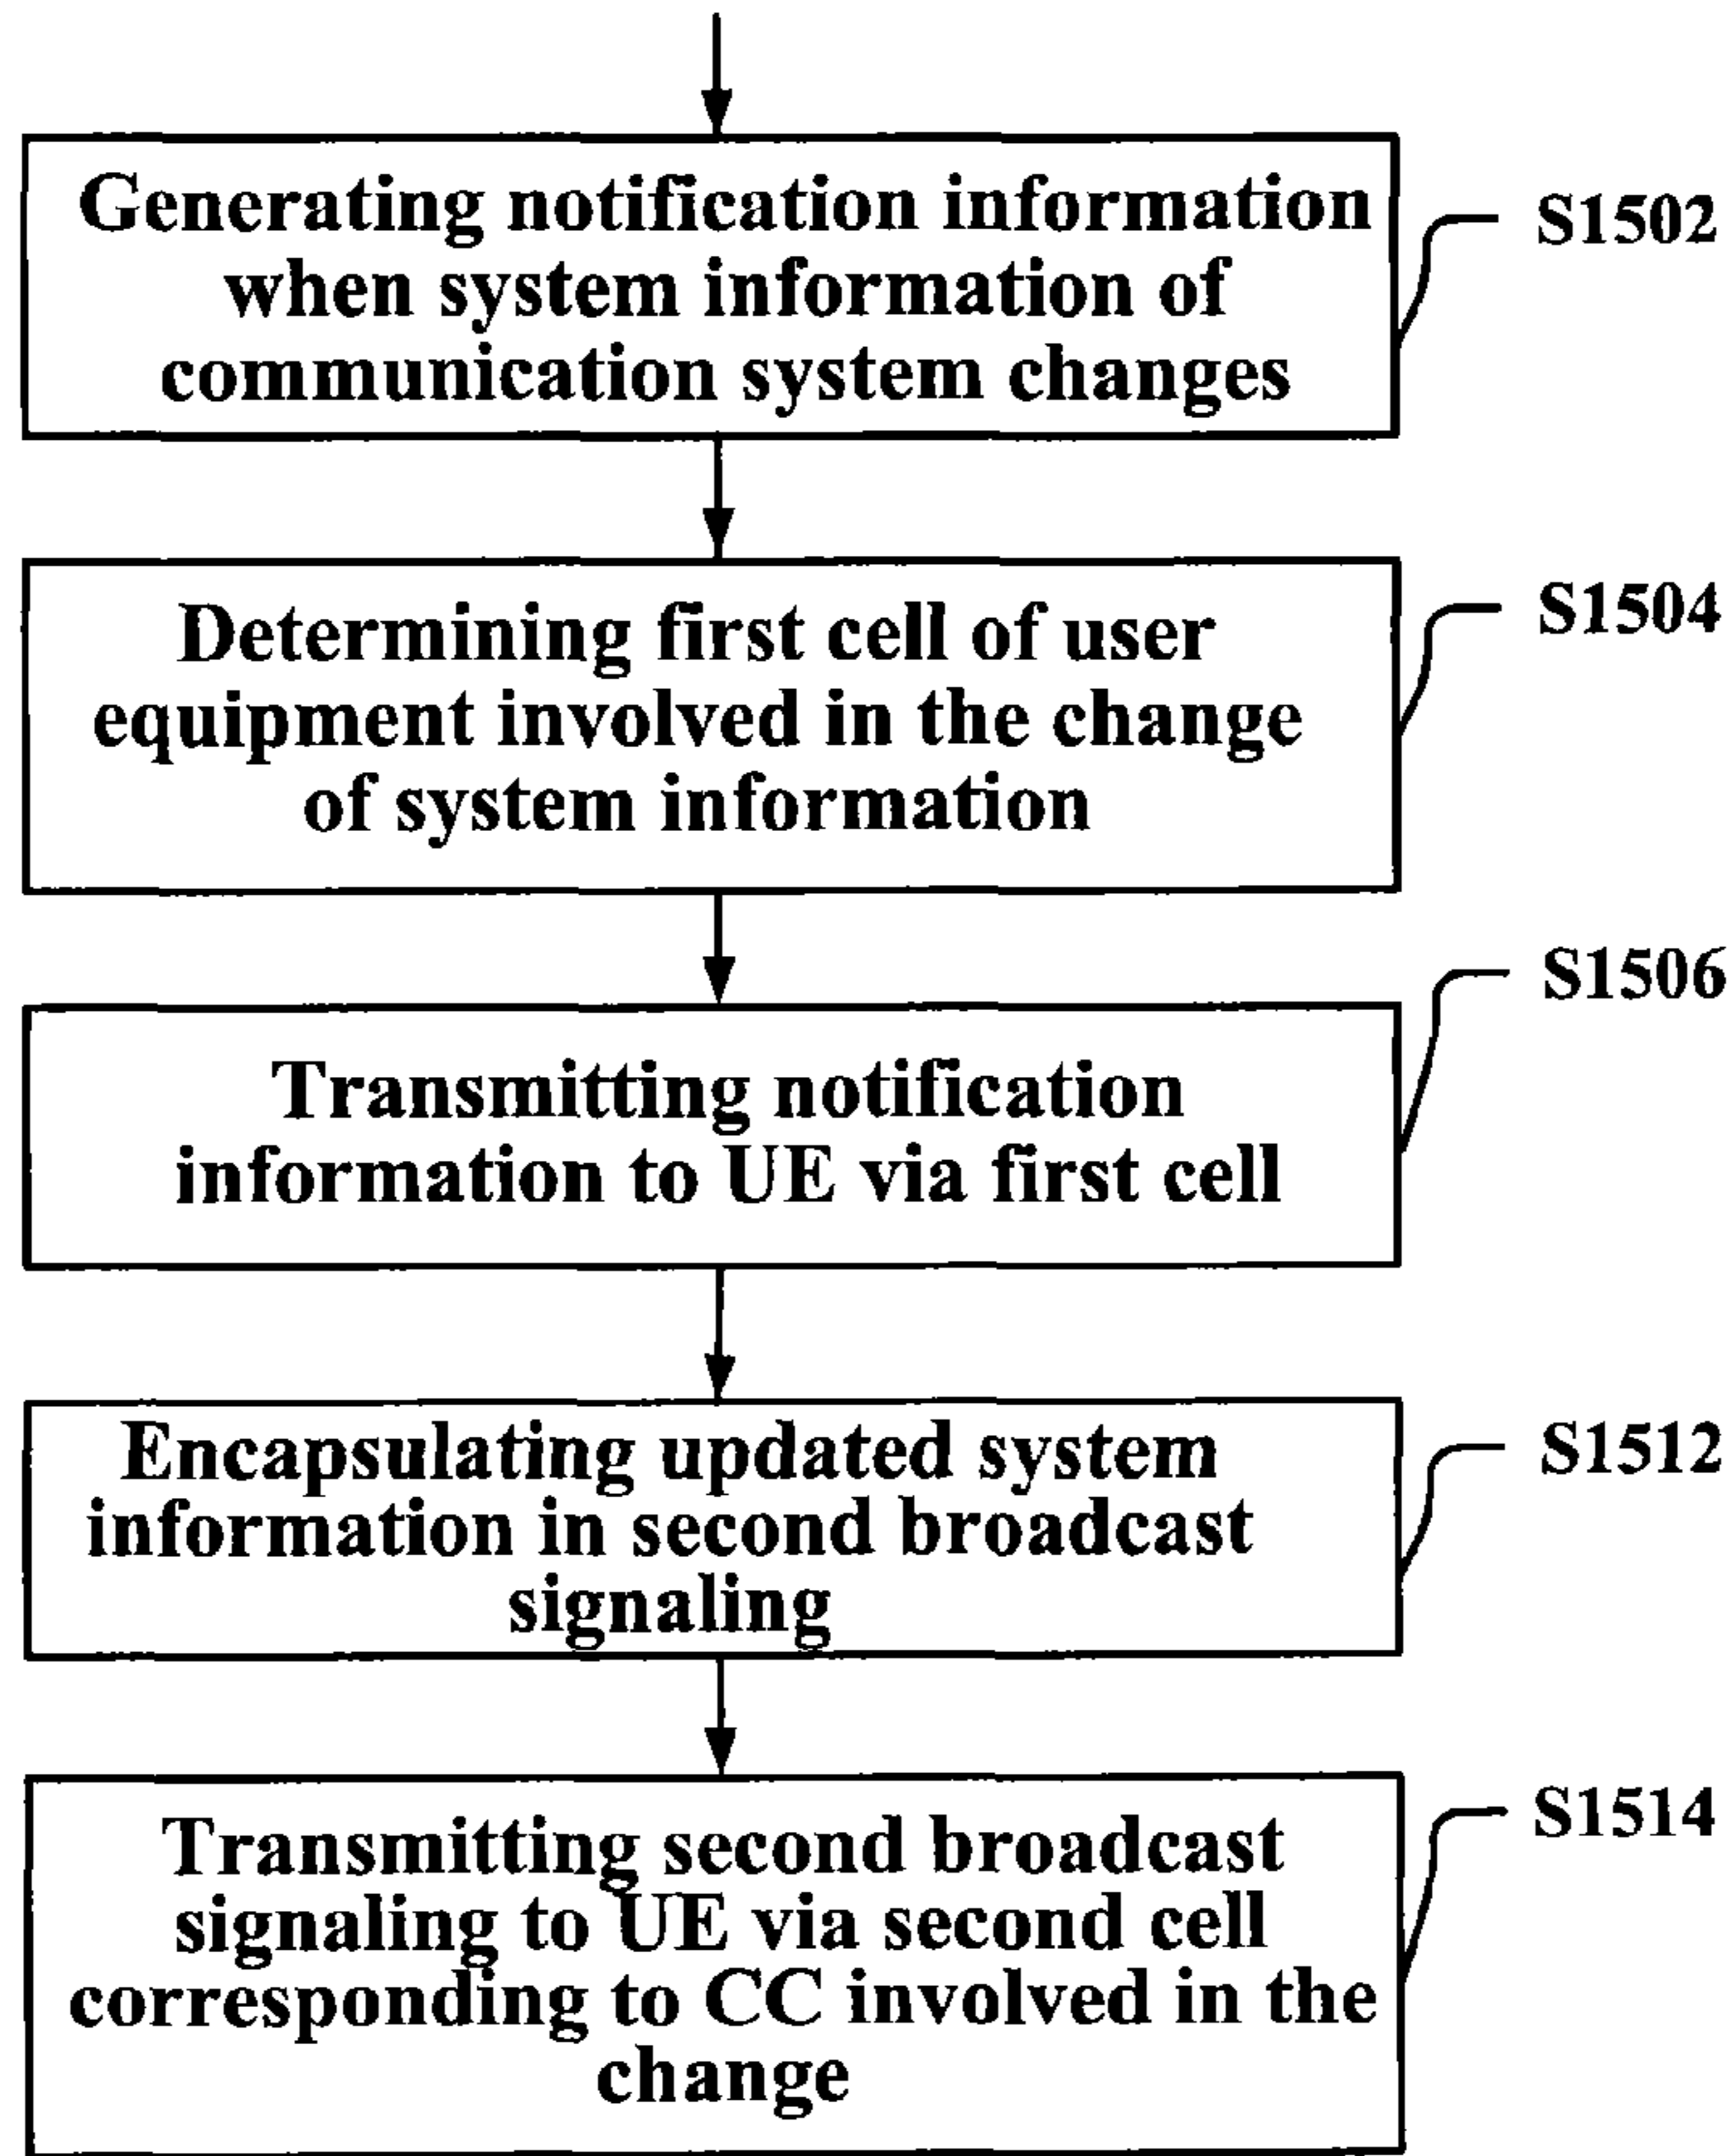 Generating notification information
when system information of
communication system changes
S1502
Determining first cell of user
equipment involved in the change
of system information
S1504
Transmitting notification
information to UE via first cell
S1506
Encapsulating updated system
information in second broadcast
signaling
S1512
Transmitting second broadcast
signaling to UE via second cell
corresponding to CC involved in the
change
S1514